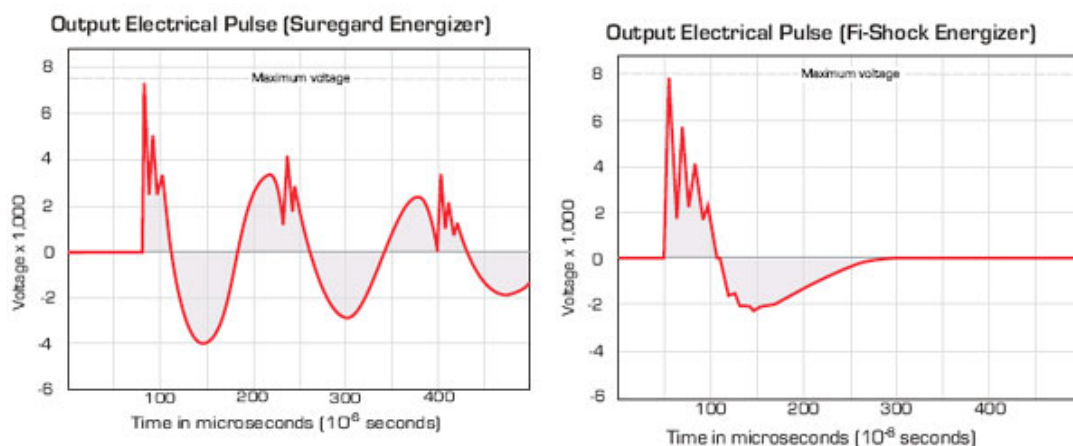 Output Electrical Pulse (Suregard Energizer)
8
Maximum voltage
6
4
2
0
-2
-4
-6
Voltage x 1,000
100 200 300 400
Time in microseconds (10⁻⁶ seconds)
Output Electrical Pulse (Fi-Shock Energizer)
8
Maximum voltage
6
4
2
0
-2
-4
-6
Voltage x 1,000
100 200 300 400
Time in microseconds (10⁻⁶ seconds)